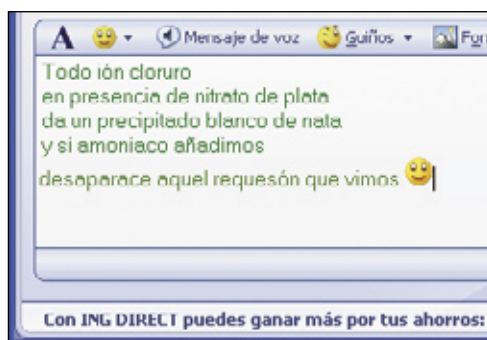 A Mensaje de voz Guiños
Todo ión cloruro
en presencia de nitrato de plata
da un precipitado blanco de nata
y si amoniaco añadimos
desaparace aquel requesón que vimos
Con ING DIRECT puedes ganar más por tus ahorros: